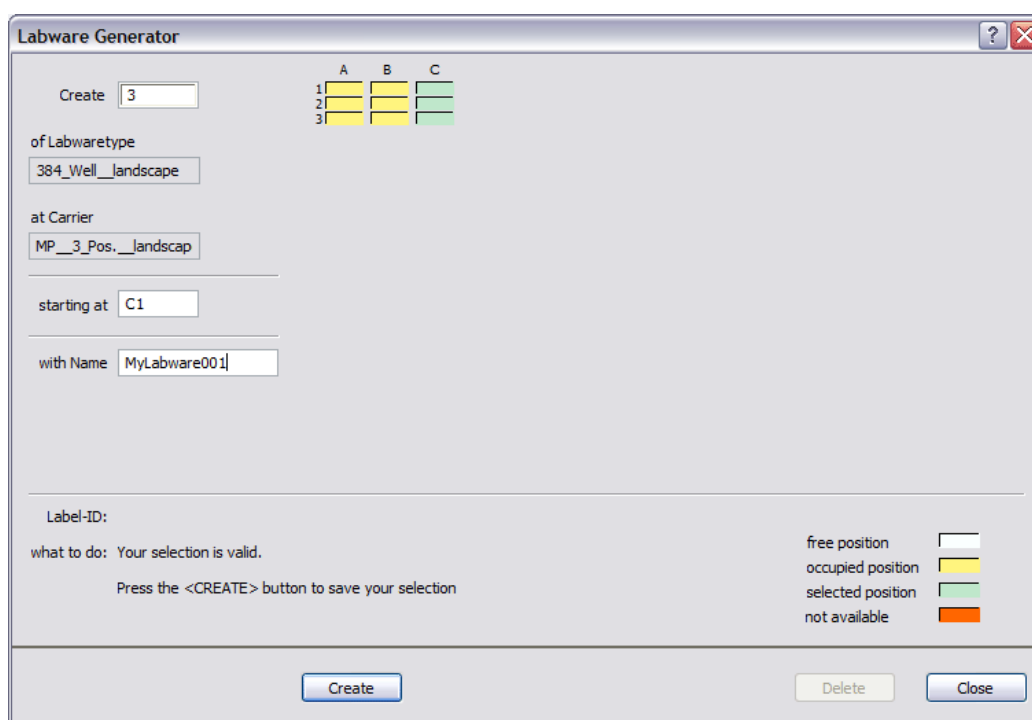 Labware Generator
?
A B C
Create 3
1
2
3
of Labwaretype
384_Well__landscape
at Carrier
MP__3_Pos.__landscap
starting at C1
with Name MyLabware001
Label-ID:
what to do: Your selection is valid.
Press the <CREATE> button to save your selection
free position
occupied position
selected position
not available
Create Delete Close